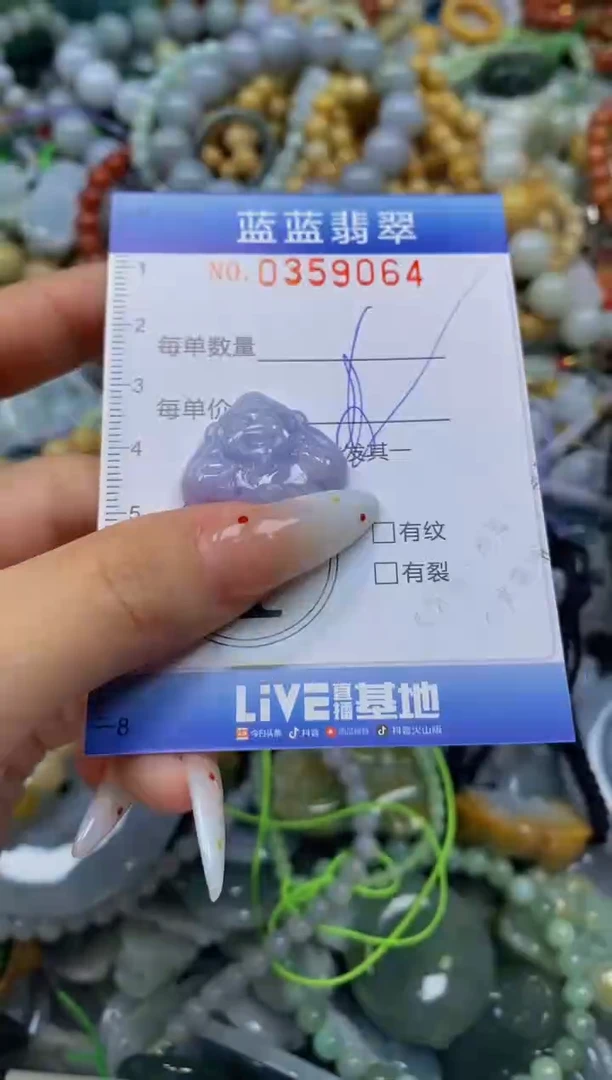 蓝蓝翡翠
NO.0359064
1
2
每单数量
3
每单价
4
发其一
5
□有纹
□有裂
LiVE直播基地
8
今日头条 抖音 抖音火山版